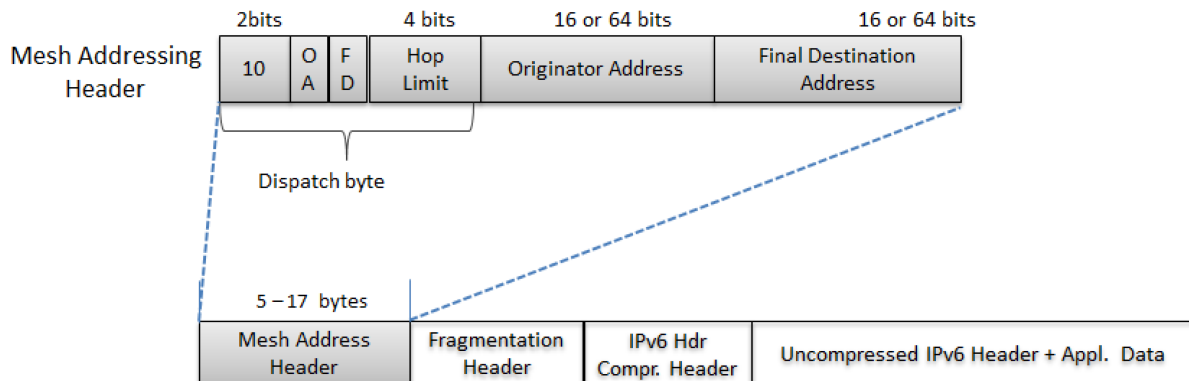 2bits 4 bits 16 or 64 bits 16 or 64 bits
Mesh Addressing
Header
10
O
A
F
D
Hop
Limit
Originator Address
Final Destination
Address
Dispatch byte
5 – 17 bytes
Mesh Address
Header
Fragmentation
Header
IPv6 Hdr
Compr. Header
Uncompressed IPv6 Header + Appl. Data